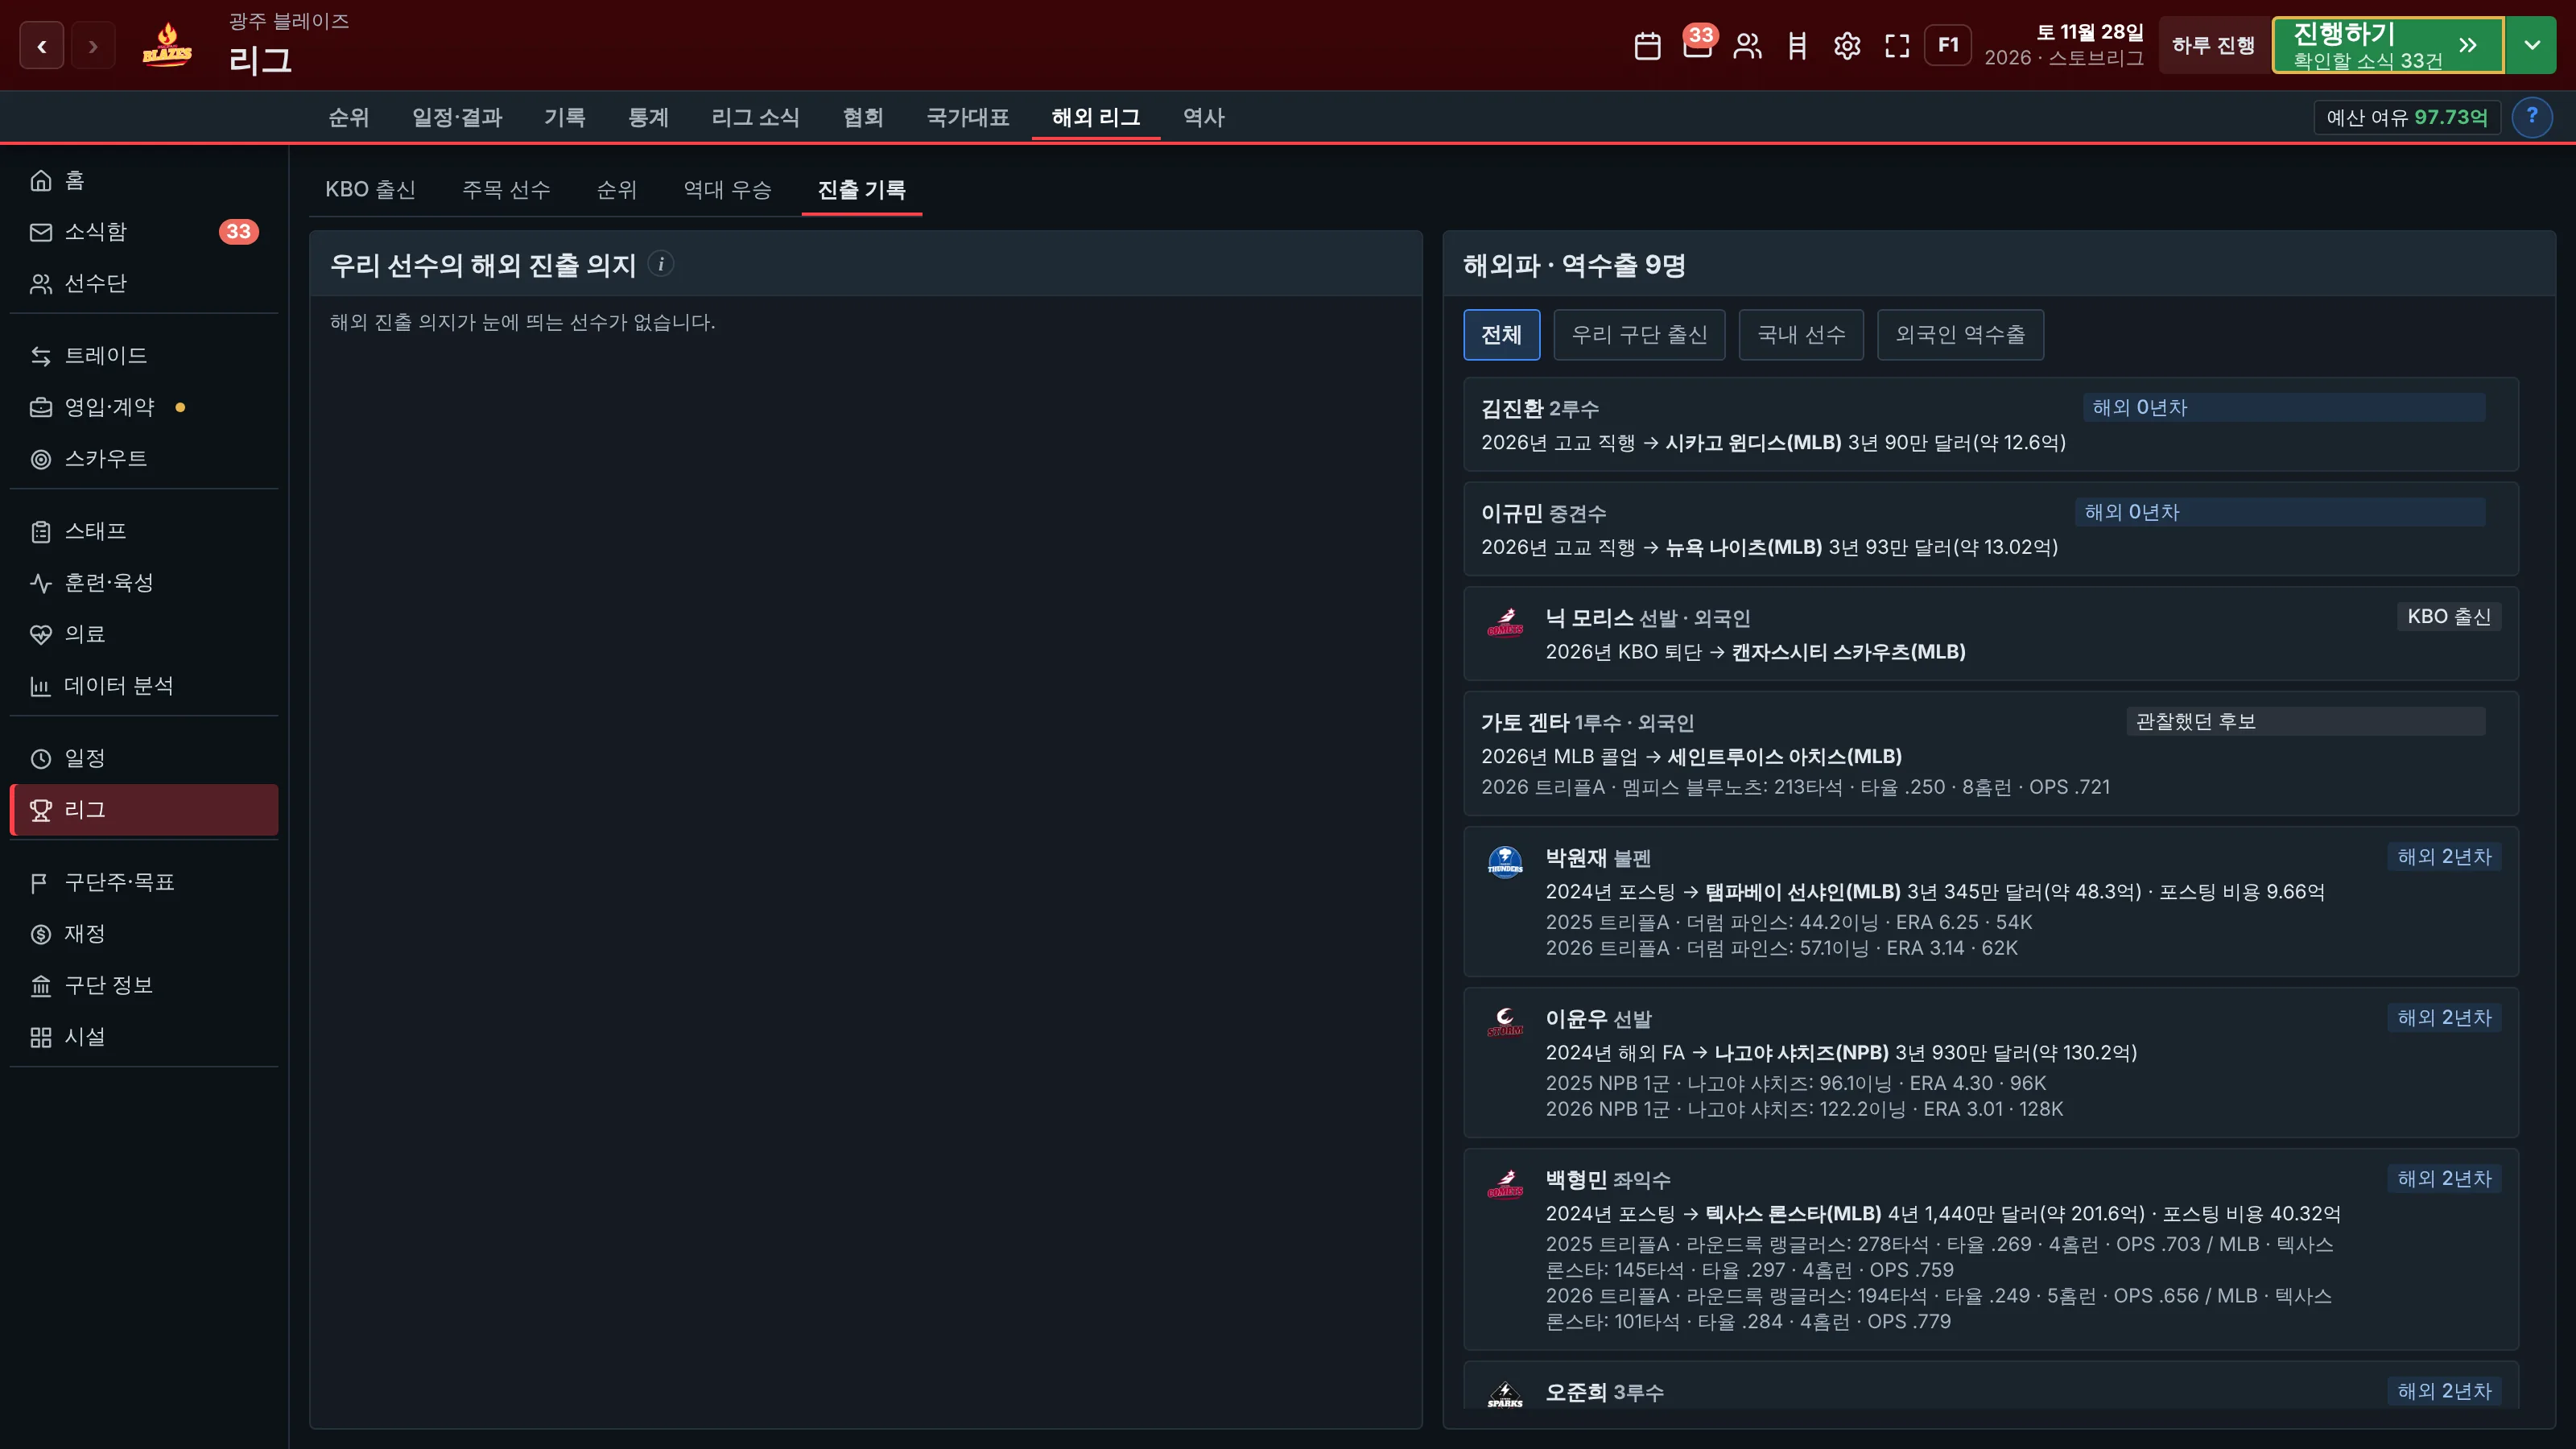 광주 블레이즈
리그
BLAZES
33
F1
토 11월 28일
2026 · 스토브리그
하루 진행
진행하기
확인할 소식 33건
순위
일정·결과
기록
통계
리그 소식
협회
국가대표
해외 리그
역사
예산 여유 97.73억
?
홈
소식함
33
선수단
트레이드
영입·계약
스카우트
스태프
훈련·육성
의료
데이터 분석
일정
리그
구단주·목표
재정
구단 정보
시설
KBO 출신
주목 선수
순위
역대 우승
진출 기록
우리 선수의 해외 진출 의지
i
해외 진출 의지가 눈에 띄는 선수가 없습니다.
해외파 · 역수출 9명
전체
우리 구단 출신
국내 선수
외국인 역수출
김진환 2루수
해외 0년차
2026년 고교 직행 → 시카고 윈디스(MLB) 3년 90만 달러(약 12.6억)
이규민 중견수
해외 0년차
2026년 고교 직행 → 뉴욕 나이츠(MLB) 3년 93만 달러(약 13.02억)
COMETS
닉 모리스 선발 · 외국인
KBO 출신
2026년 KBO 퇴단 → 캔자스시티 스카우츠(MLB)
가토 겐타 1루수 · 외국인
관찰했던 후보
2026년 MLB 콜업 → 세인트루이스 아치스(MLB)
2026 트리플A · 멤피스 블루노츠: 213타석 · 타율 .250 · 8홈런 · OPS .721
THUNDERS
박원재 불펜
해외 2년차
2024년 포스팅 → 탬파베이 선샤인(MLB) 3년 345만 달러(약 48.3억) · 포스팅 비용 9.66억
2025 트리플A · 더럼 파인스: 44.2이닝 · ERA 6.25 · 54K
2026 트리플A · 더럼 파인스: 57.1이닝 · ERA 3.14 · 62K
STORM
이윤우 선발
해외 2년차
2024년 해외 FA → 나고야 샤치즈(NPB) 3년 930만 달러(약 130.2억)
2025 NPB 1군 · 나고야 샤치즈: 96.1이닝 · ERA 4.30 · 96K
2026 NPB 1군 · 나고야 샤치즈: 122.2이닝 · ERA 3.01 · 128K
COMETS
백형민 좌익수
해외 2년차
2024년 포스팅 → 텍사스 론스타(MLB) 4년 1,440만 달러(약 201.6억) · 포스팅 비용 40.32억
2025 트리플A · 라운드록 랭글러스: 278타석 · 타율 .269 · 4홈런 · OPS .703 / MLB · 텍사스
론스타: 145타석 · 타율 .297 · 4홈런 · OPS .759
2026 트리플A · 라운드록 랭글러스: 194타석 · 타율 .249 · 5홈런 · OPS .656 / MLB · 텍사스
론스타: 101타석 · 타율 .284 · 4홈런 · OPS .779
SPARKS
오준희 3루수
해외 2년차